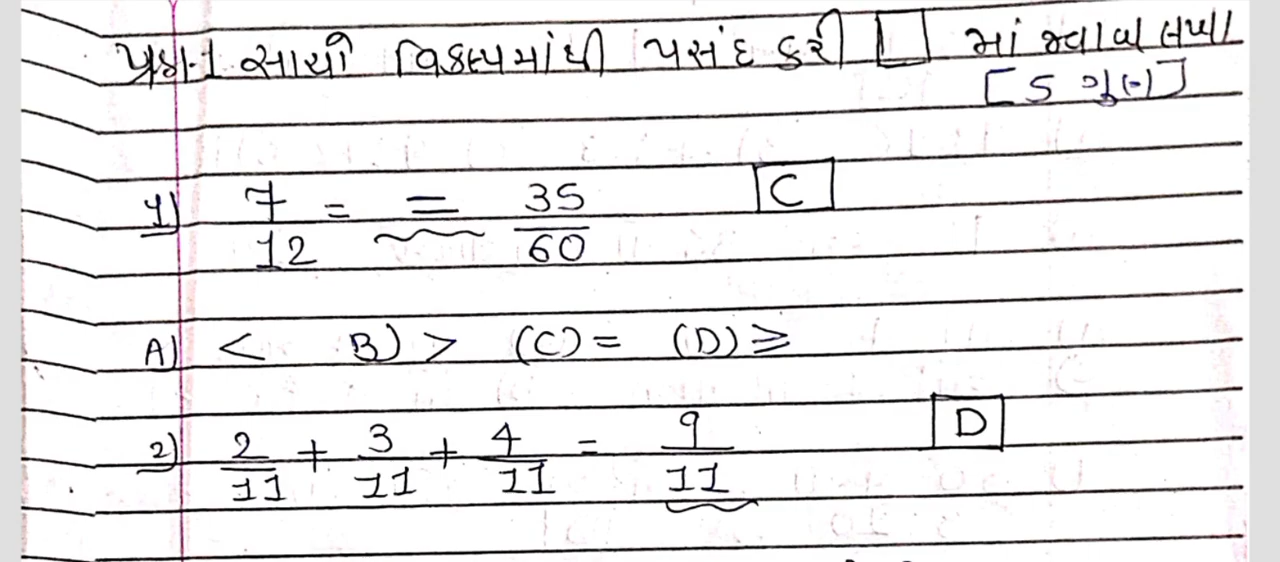 પ્રશ્ન-1 સાચી વિકલ્પમાંથી પસંદ કરી □ માં જવાબ લખો
[5 ગુણ]
1) 7/12 = = 35/60 C
A) < B) > (C) = (D) ≥
2) 2/11 + 3/11 + 4/11 = 9/11 D